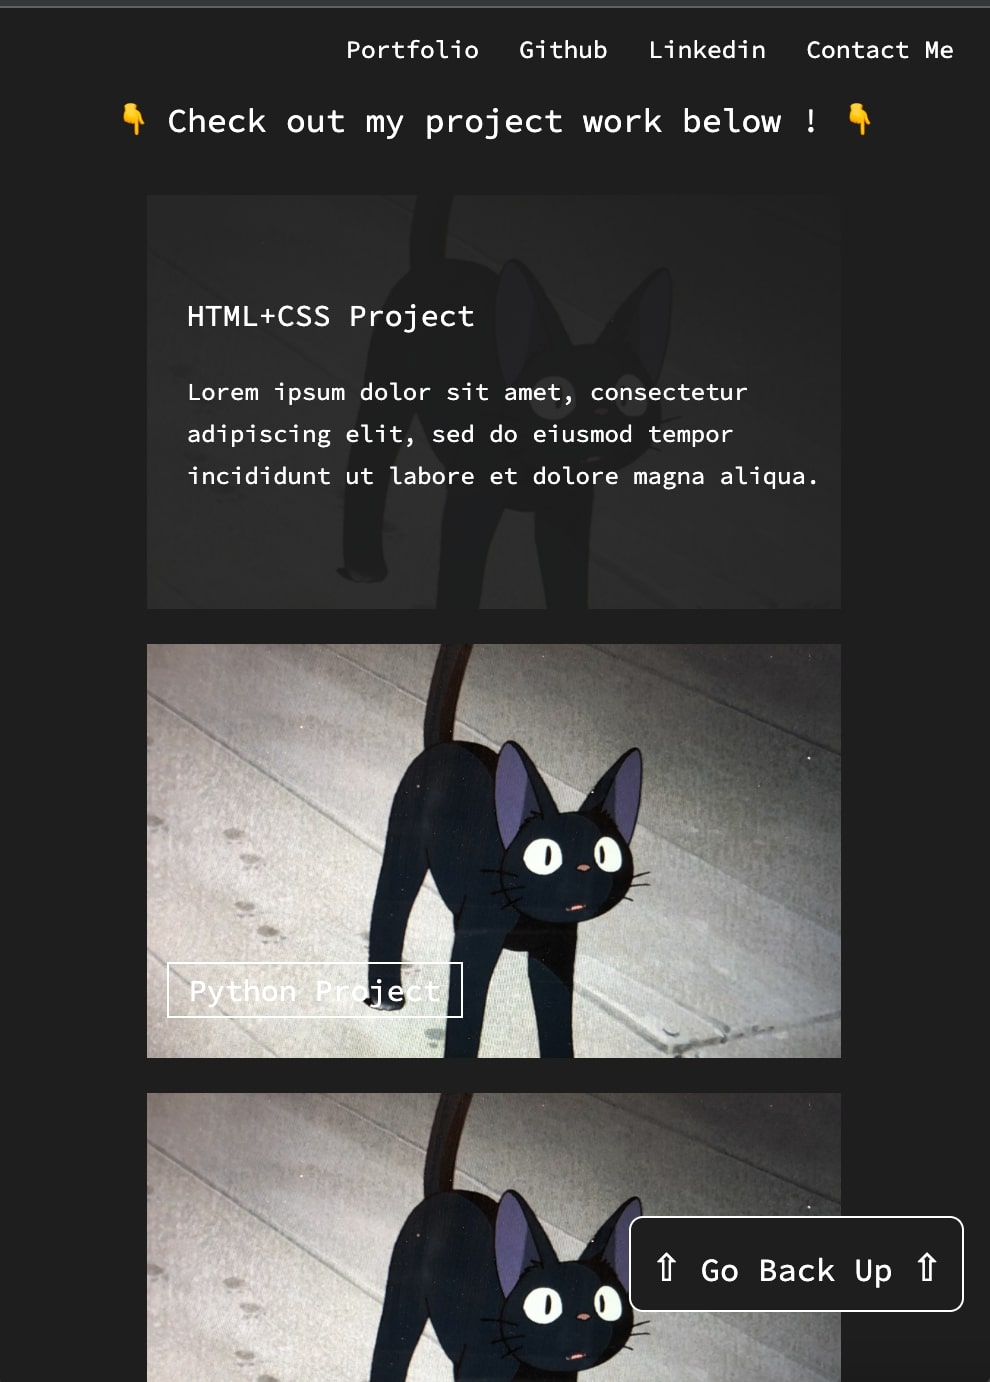 Portfolio Github Linkedin Contact Me
👇 Check out my project work below ! 👇
HTML+CSS Project
Lorem ipsum dolor sit amet, consectetur
adipiscing elit, sed do eiusmod tempor
incididunt ut labore et dolore magna aliqua.
Python Project
⇧ Go Back Up ⇧